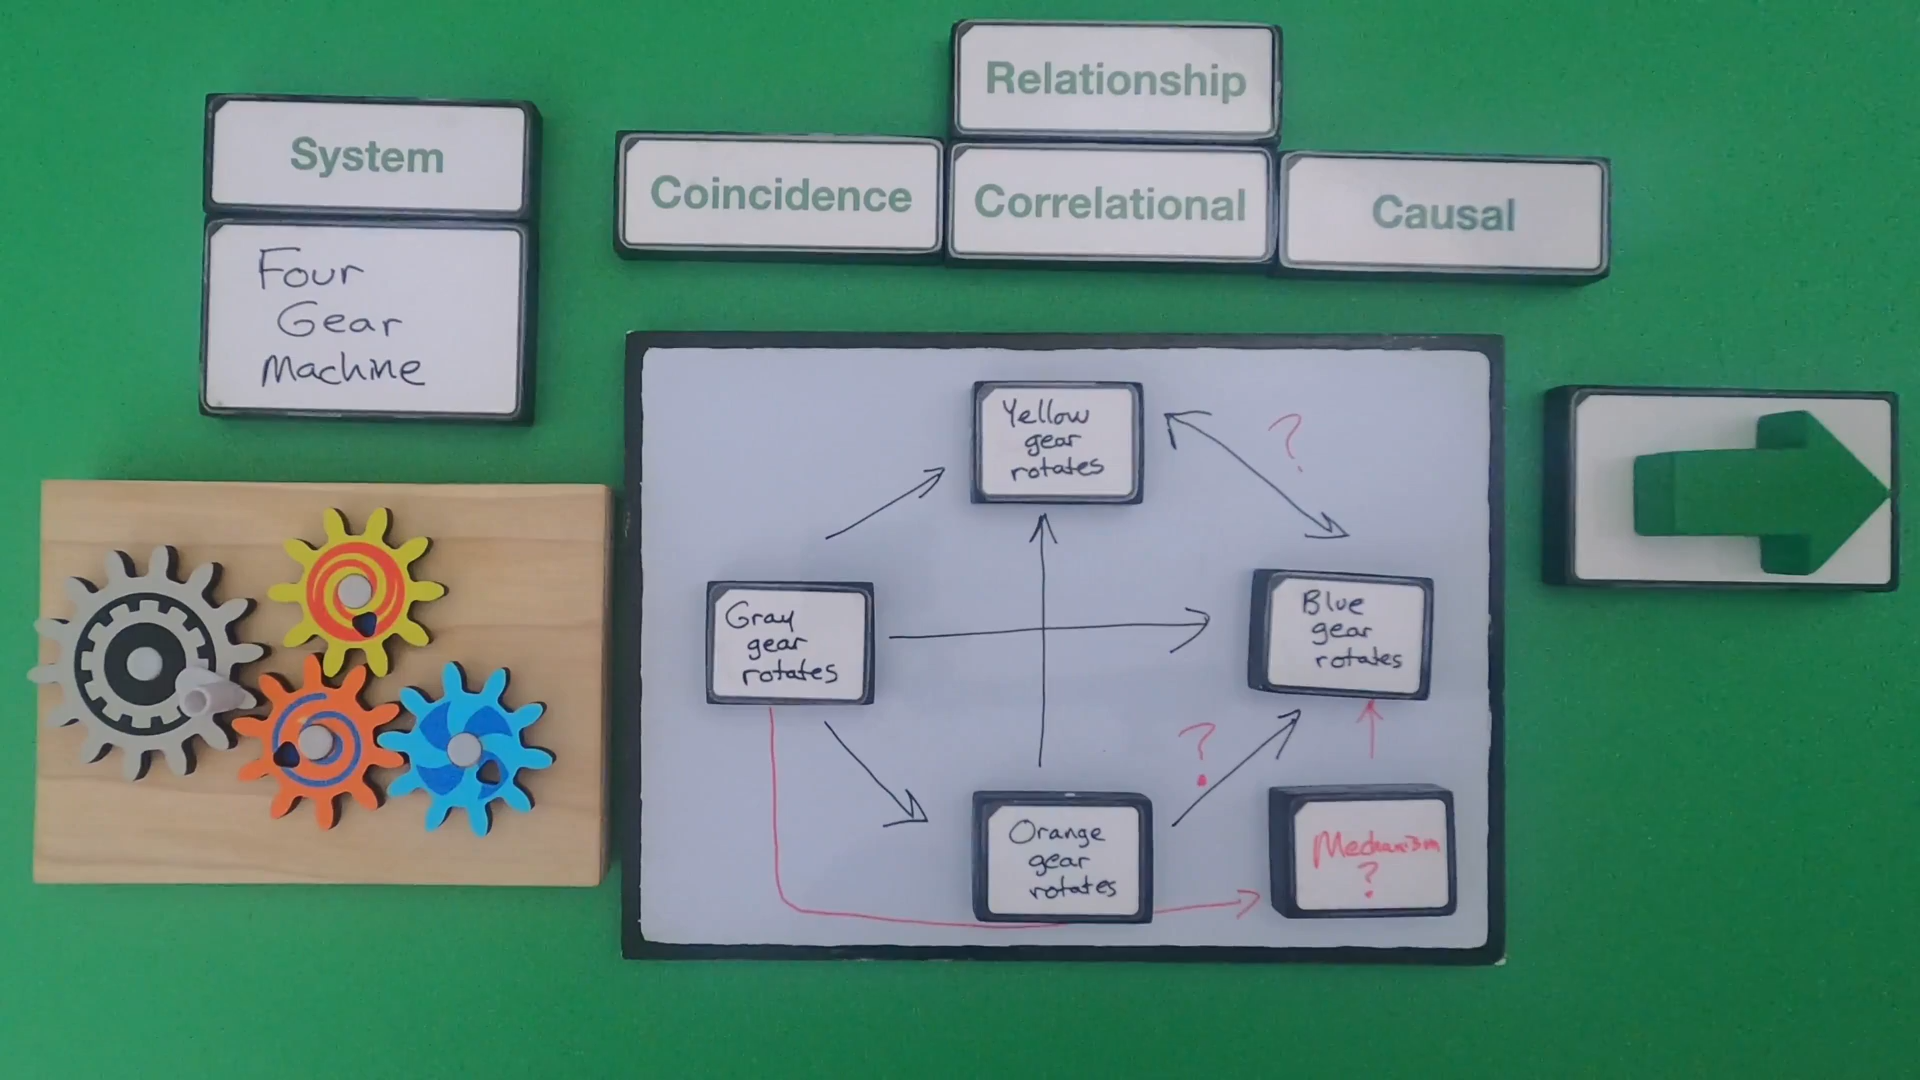 Relationship
System
Coincidence
Correlational
Causal
Four
Gear
Machine
Yellow
gear
rotates
?
Gray
gear
rotates
Blue
gear
rotates
?
Orange
gear
rotates
Mechanism
?